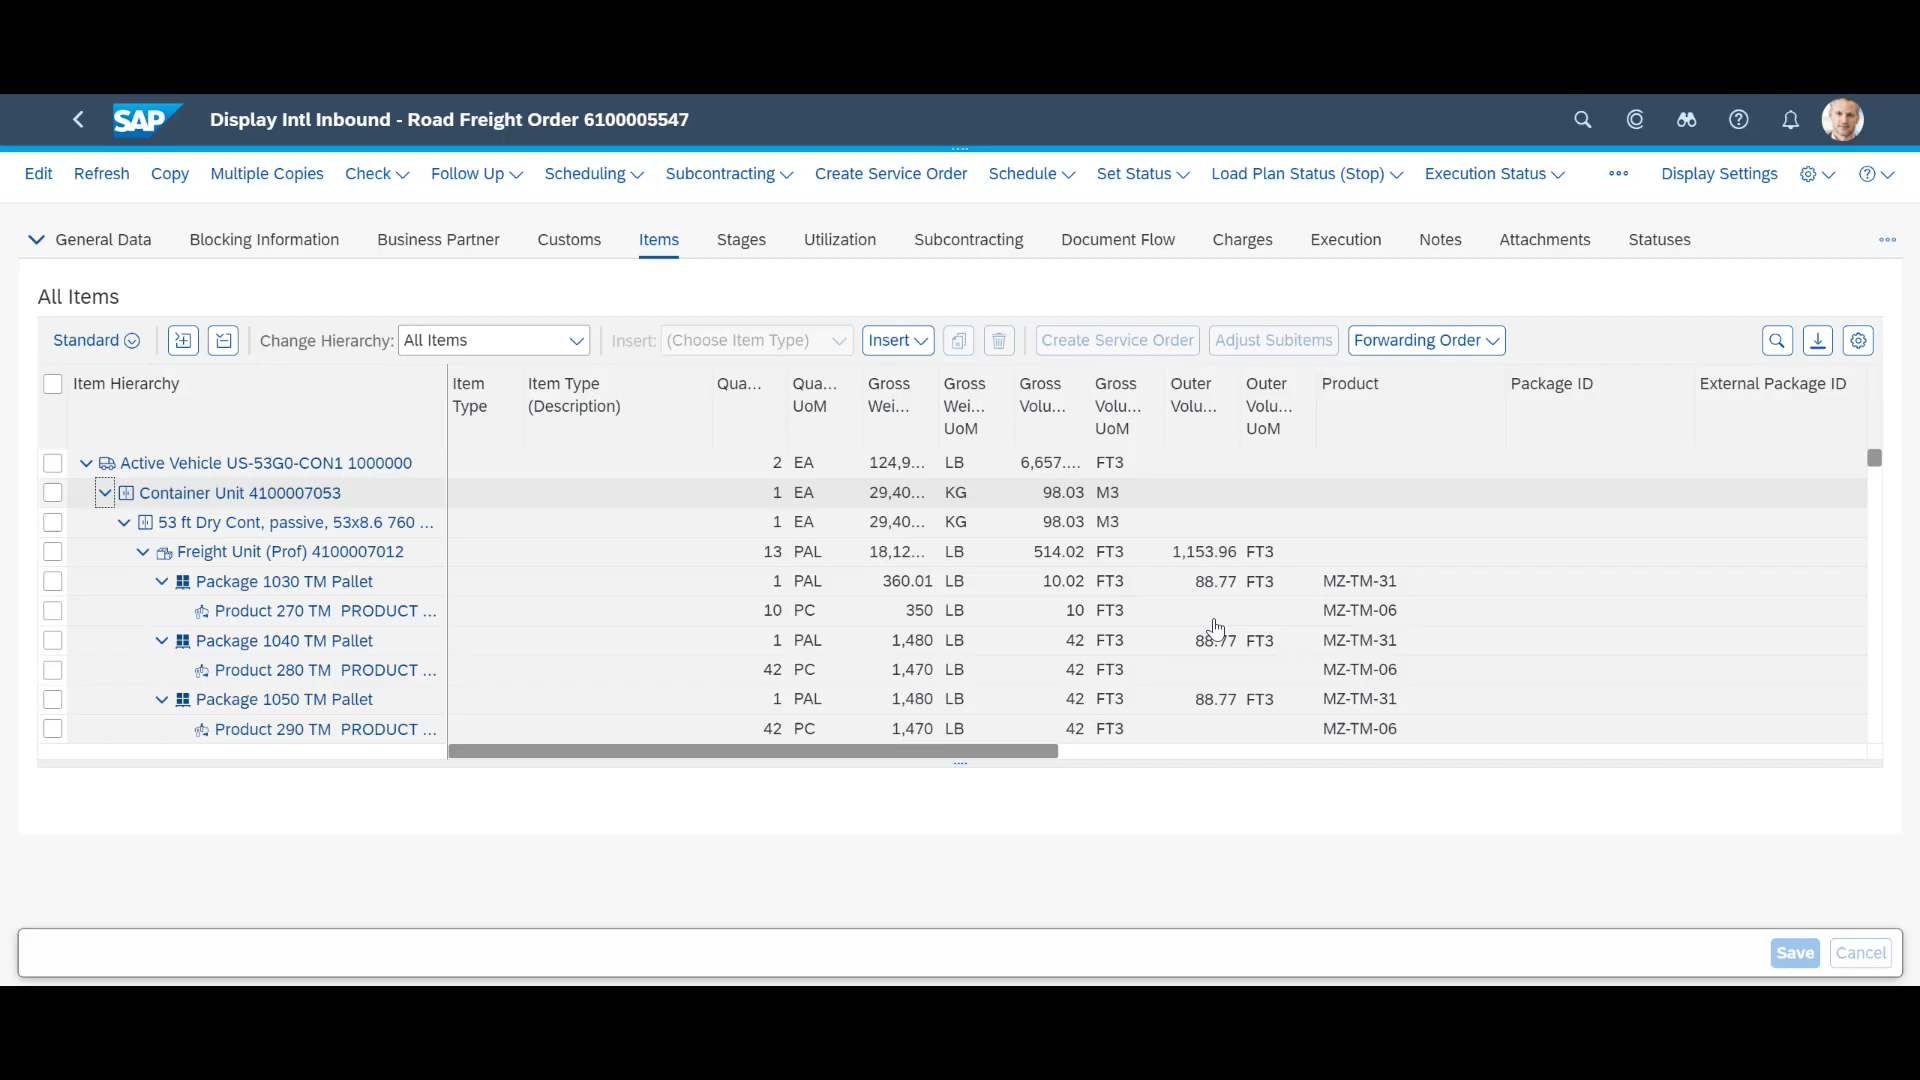 SAP Display Intl Inbound - Road Freight Order 6100005547
Edit Refresh Copy Multiple Copies Check Follow Up Scheduling Subcontracting Create Service Order Schedule Set Status Load Plan Status (Stop) Execution Status Display Settings
General Data Blocking Information Business Partner Customs Items Stages Utilization Subcontracting Document Flow Charges Execution Notes Attachments Statuses
All Items
Standard Change Hierarchy: All Items Insert: (Choose Item Type) Insert Create Service Order Adjust Subitems Forwarding Order
Item Hierarchy Item Item Type Qua... Qua... Gross Gross Gross Gross Outer Outer Product Package ID External Package ID
Type (Description) UoM Wei... Wei... Volu... Volu... Volu... Volu...
UoM UoM UoM
Active Vehicle US-53G0-CON1 1000000 2 EA 124,9... LB 6,657.... FT3
Container Unit 4100007053 1 EA 29,40... KG 98.03 M3
53 ft Dry Cont, passive, 53x8.6 760 ... 1 EA 29,40... KG 98.03 M3
Freight Unit (Prof) 4100007012 13 PAL 18,12... LB 514.02 FT3 1,153.96 FT3
Package 1030 TM Pallet 1 PAL 360.01 LB 10.02 FT3 88.77 FT3 MZ-TM-31
Product 270 TM PRODUCT ... 10 PC 350 LB 10 FT3 MZ-TM-06
Package 1040 TM Pallet 1 PAL 1,480 LB 42 FT3 88.77 FT3 MZ-TM-31
Product 280 TM PRODUCT ... 42 PC 1,470 LB 42 FT3 MZ-TM-06
Package 1050 TM Pallet 1 PAL 1,480 LB 42 FT3 88.77 FT3 MZ-TM-31
Product 290 TM PRODUCT ... 42 PC 1,470 LB 42 FT3 MZ-TM-06
Save Cancel